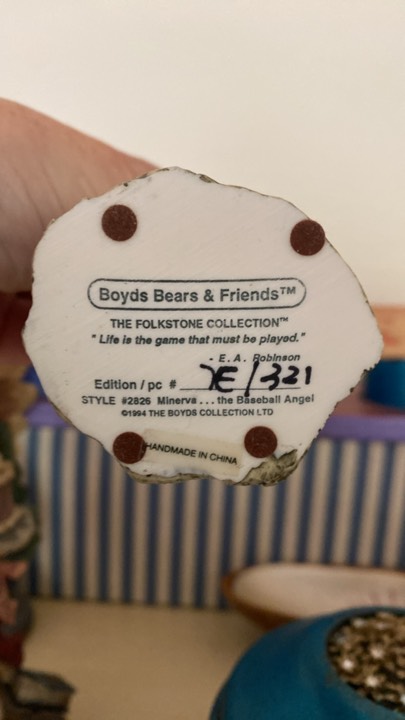 Boyds Bears & Friends™
THE FOLKSTONE COLLECTION™
" Life is the game that must be played."
- E. A. Robinson
Edition / pc # 7E/321
STYLE #2826 Minerva . . . the Baseball Angel
©1994 THE BOYDS COLLECTION LTD
HANDMADE IN CHINA